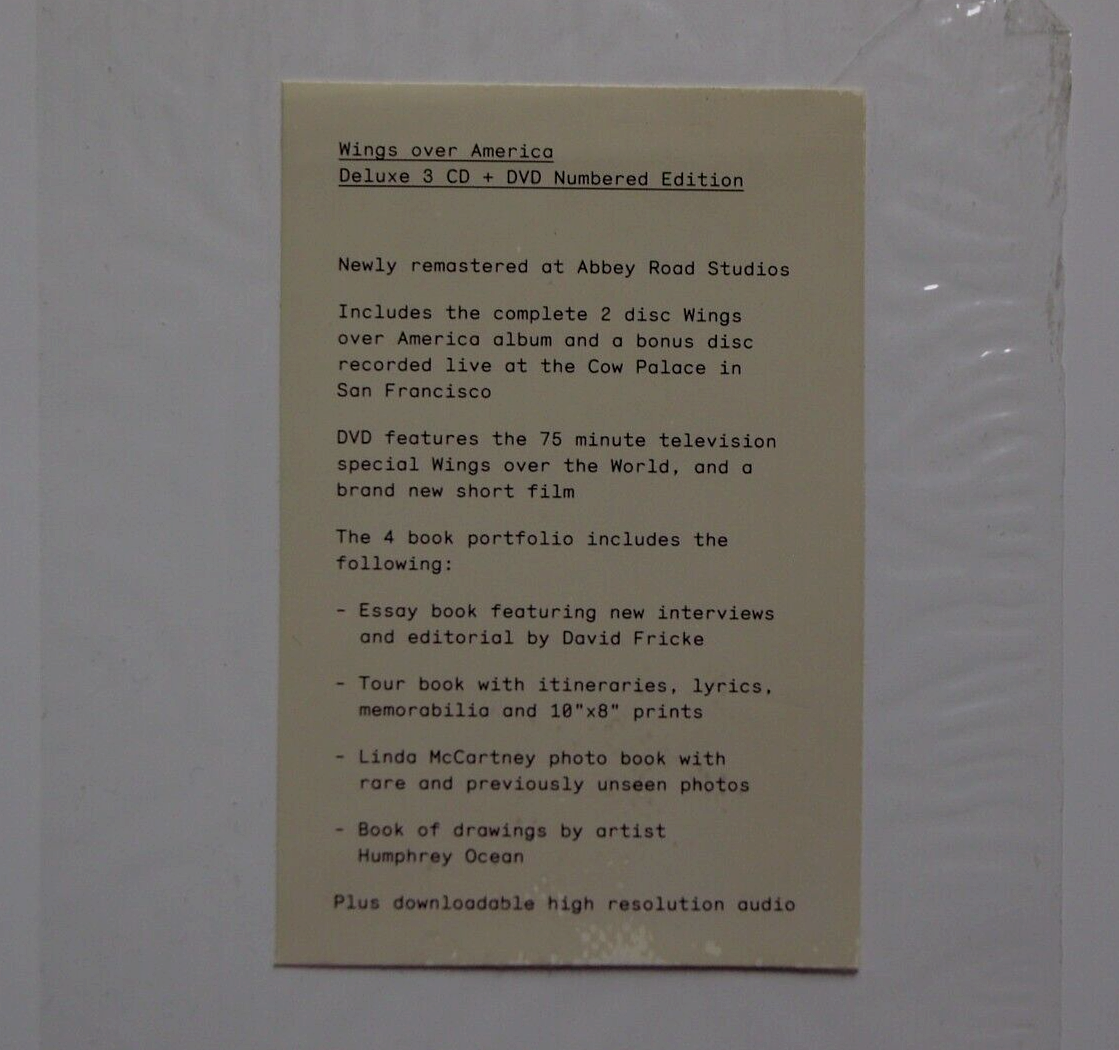 Wings over America
Deluxe 3 CD + DVD Numbered Edition
Newly remastered at Abbey Road Studios
Includes the complete 2 disc Wings
over America album and a bonus disc
recorded live at the Cow Palace in
San Francisco
DVD features the 75 minute television
special Wings over the World, and a
brand new short film
The 4 book portfolio includes the
following:
- Essay book featuring new interviews
and editorial by David Fricke
- Tour book with itineraries, lyrics,
memorabilia and 10"x8" prints
- Linda McCartney photo book with
rare and previously unseen photos
- Book of drawings by artist
Humphrey Ocean
Plus downloadable high resolution audio